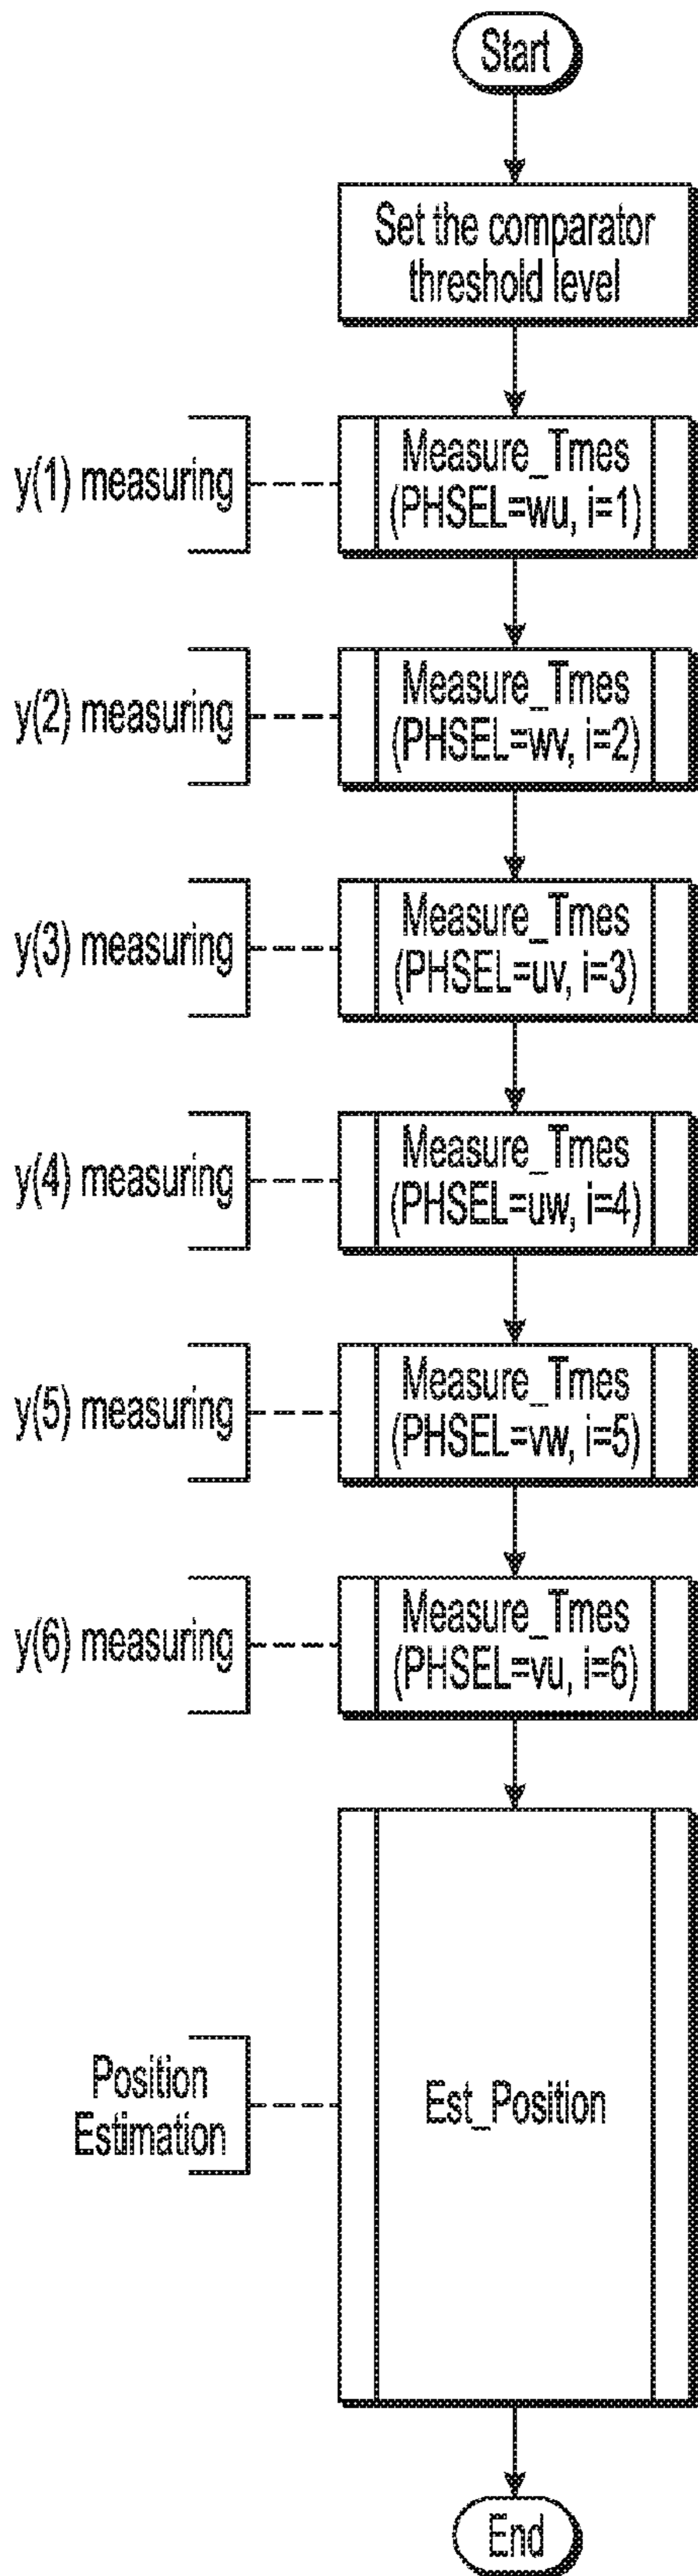 Start
Set the comparator
threshold level
y(1) measuring
Measure_Tmes
(PHSEL=wu, i=1)
y(2) measuring
Measure_Tmes
(PHSEL=wv, i=2)
y(3) measuring
Measure_Tmes
(PHSEL=uv, i=3)
y(4) measuring
Measure_Tmes
(PHSEL=uw, i=4)
y(5) measuring
Measure_Tmes
(PHSEL=vw, i=5)
y(6) measuring
Measure_Tmes
(PHSEL=vu, i=6)
Position
Estimation
Est_Position
End